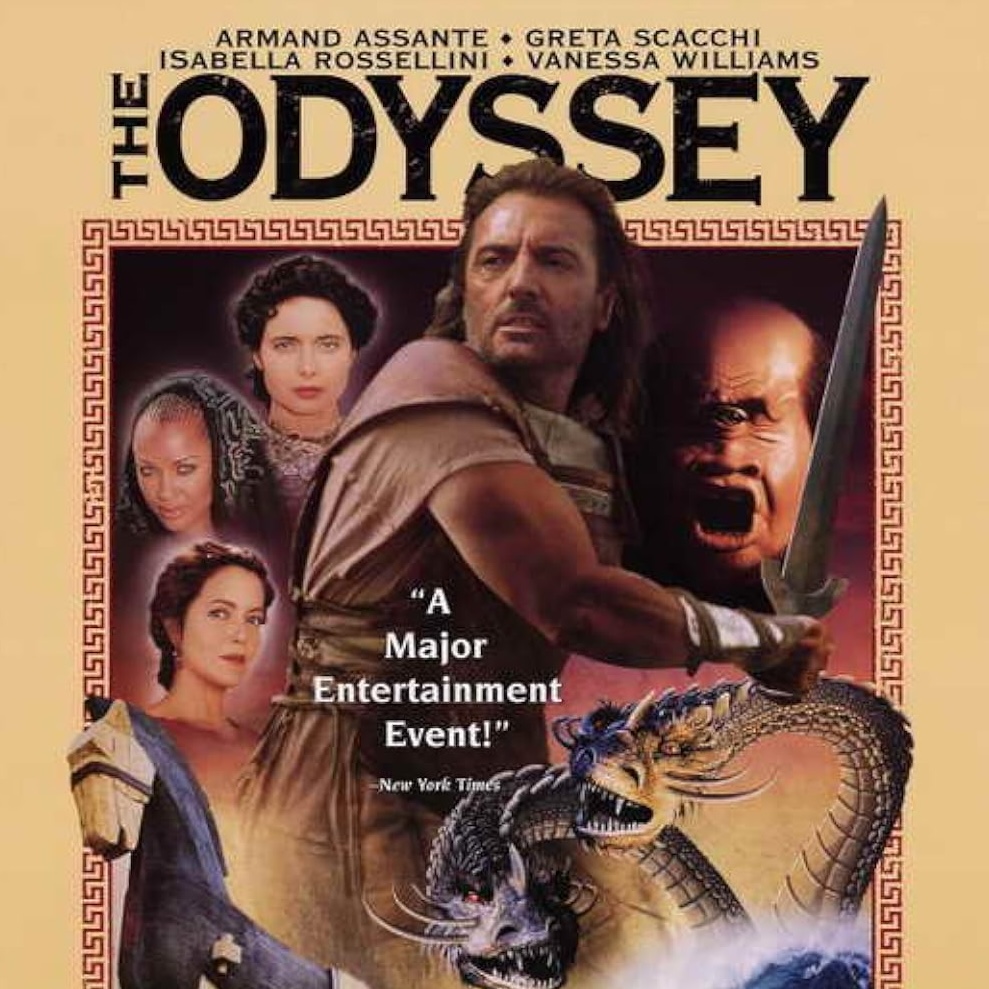 ARMAND ASSANTE • GRETA SCACCHI
ISABELLA ROSSELLINI • VANESSA WILLIAMS
THE ODYSSEY
“A
Major
Entertainment
Event!”
–New York Times